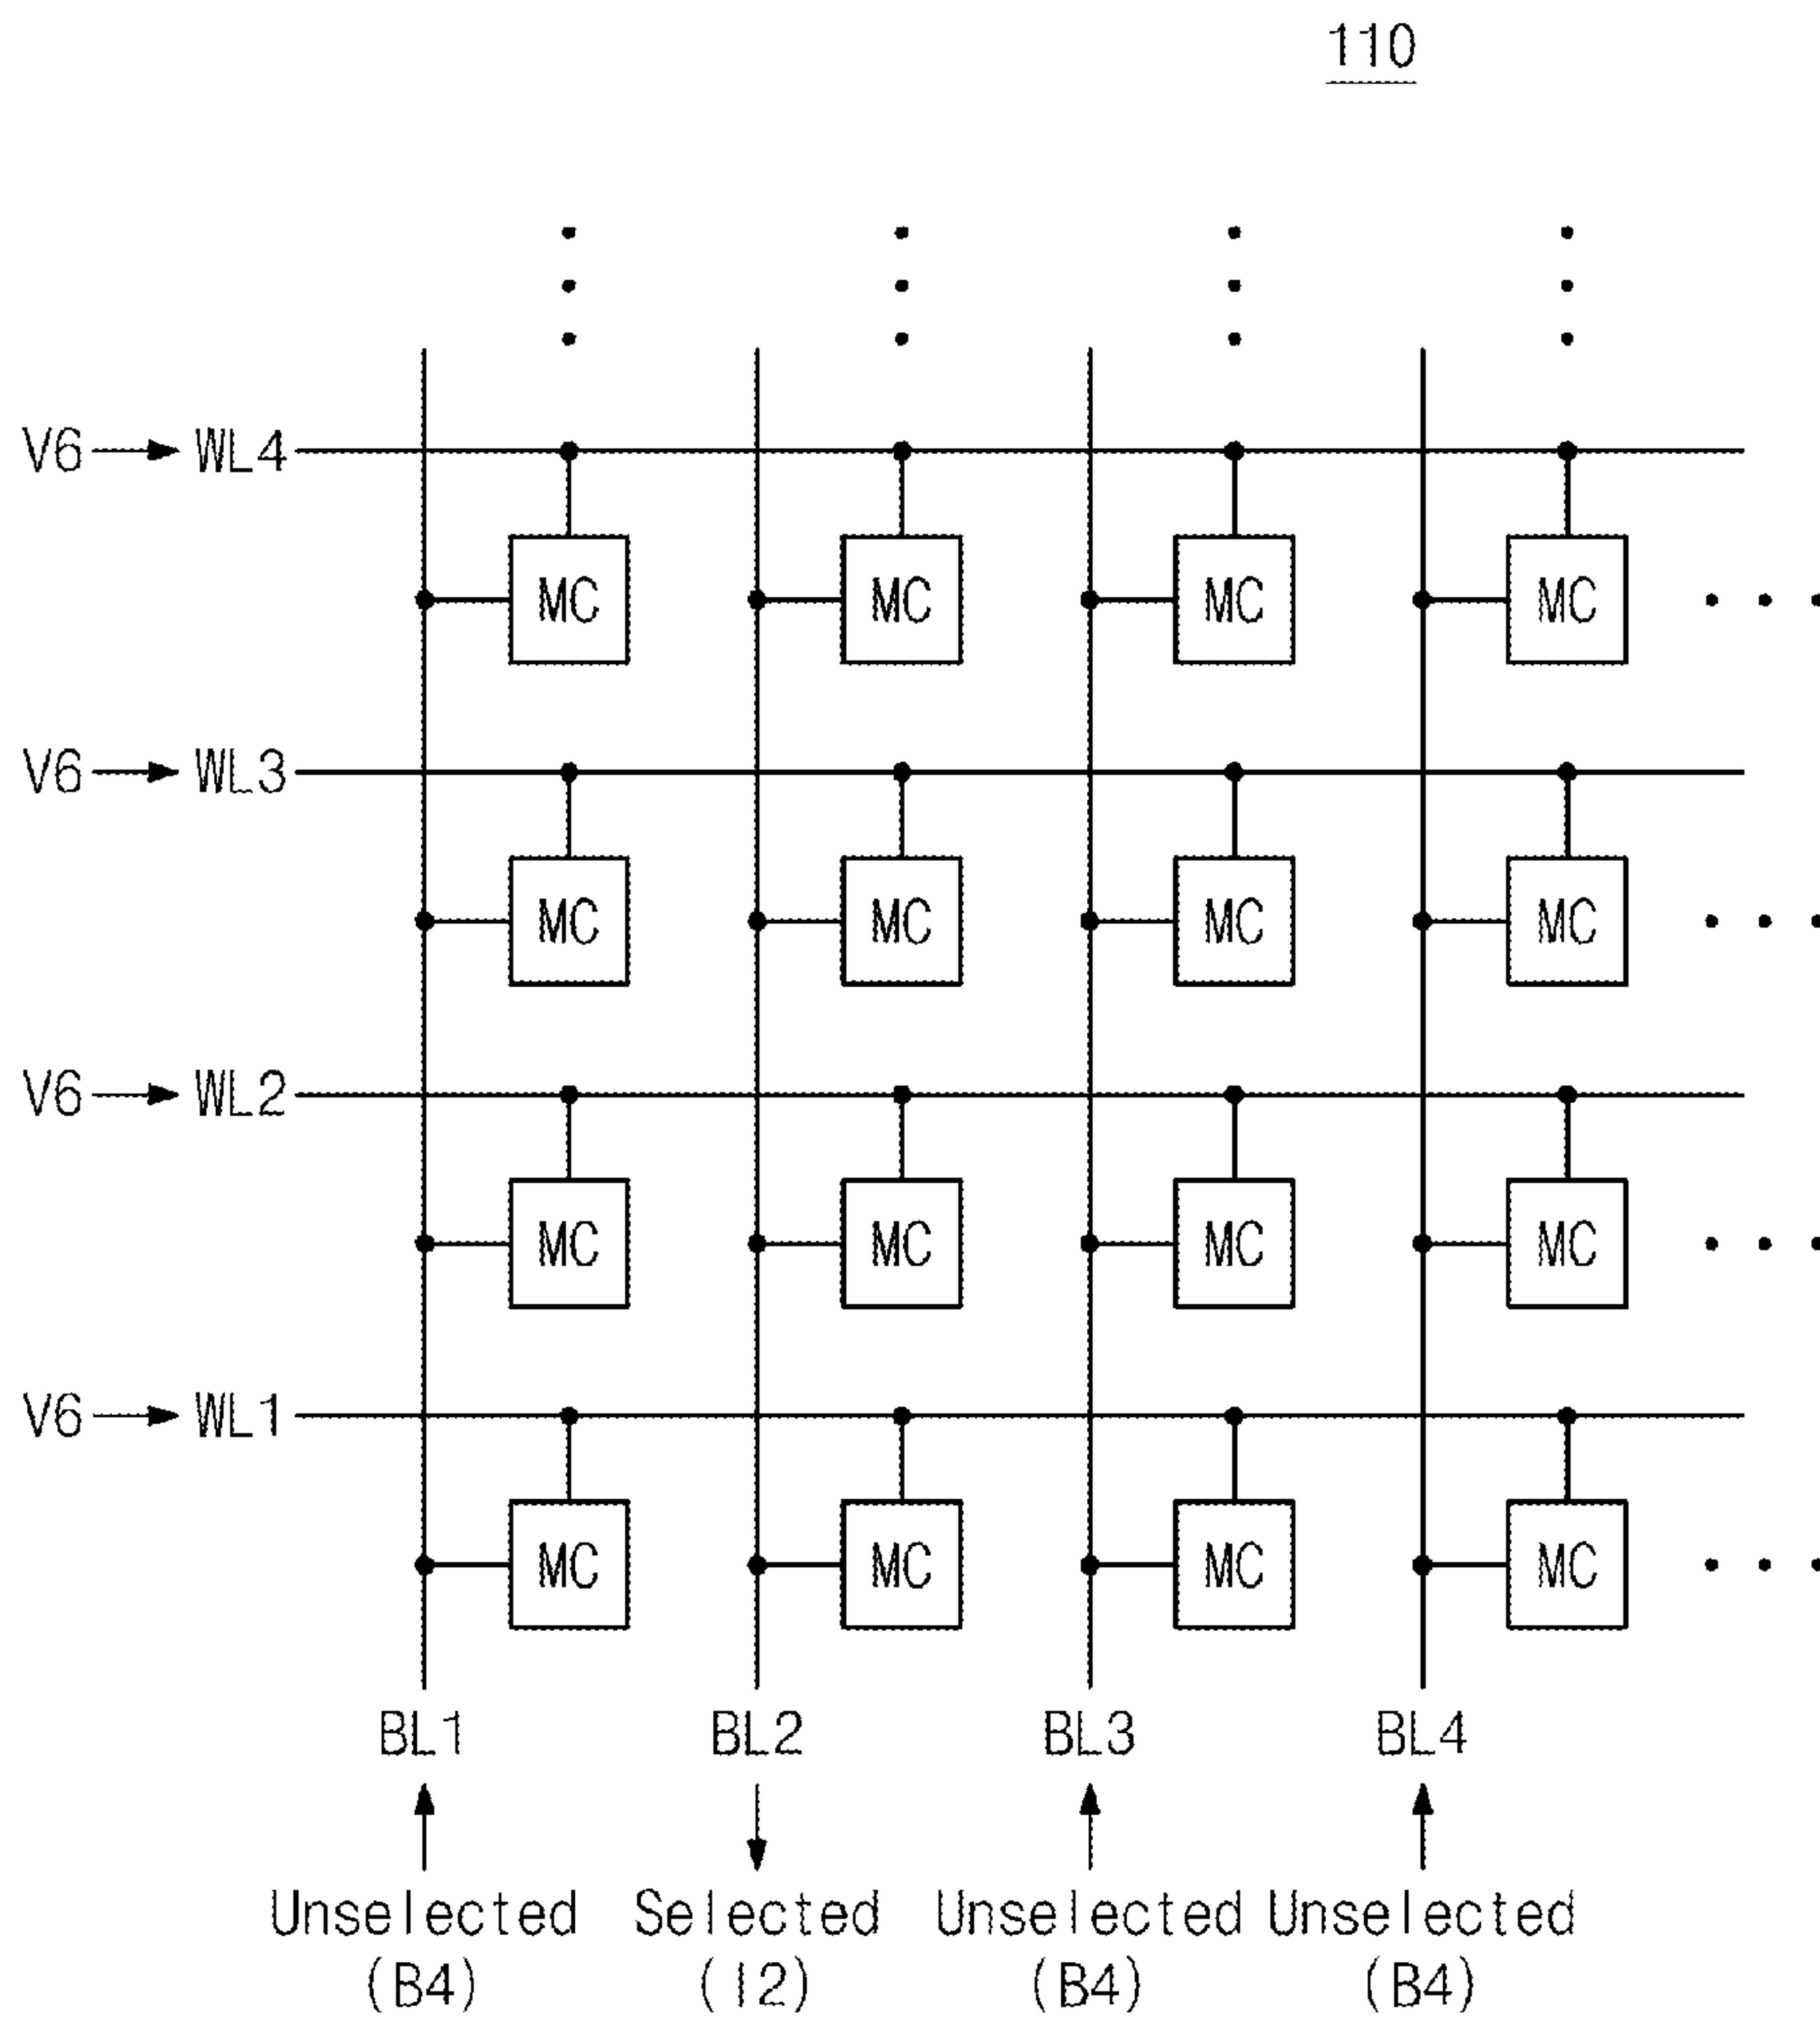 110
V6 WL4
MC MC MC MC
V6 WL3
MC MC MC MC
V6 WL2
MC MC MC MC
V6 WL1
MC MC MC MC
BL1 BL2 BL3 BL4
Unselected Selected Unselected Unselected
(B4) (I2) (B4) (B4)